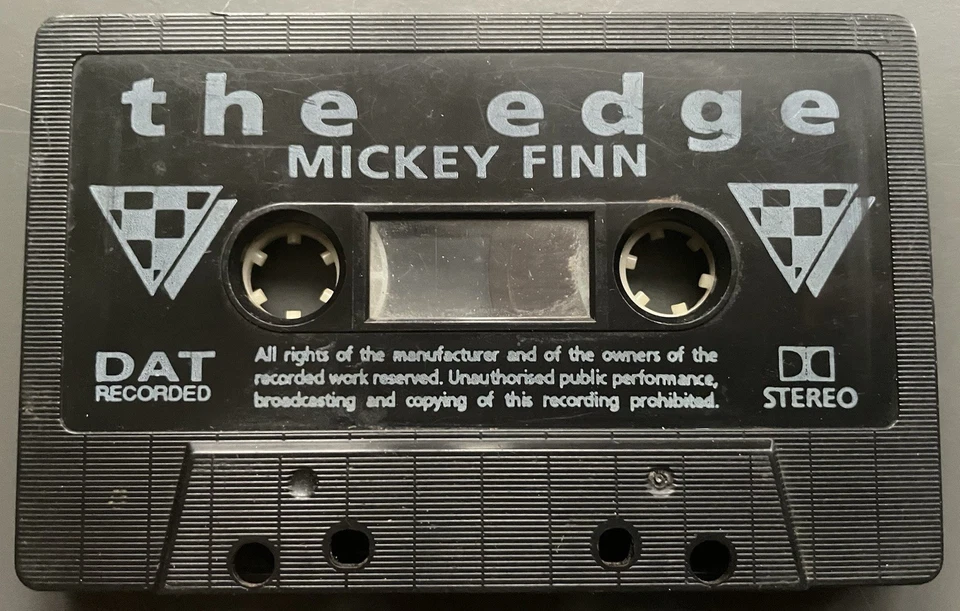 the edge
MICKEY FINN
DAT
RECORDED
All rights of the manufacturer and of the owners of the
recorded work reserved. Unauthorised public performance,
broadcasting and copying of this recording prohibited.
STEREO